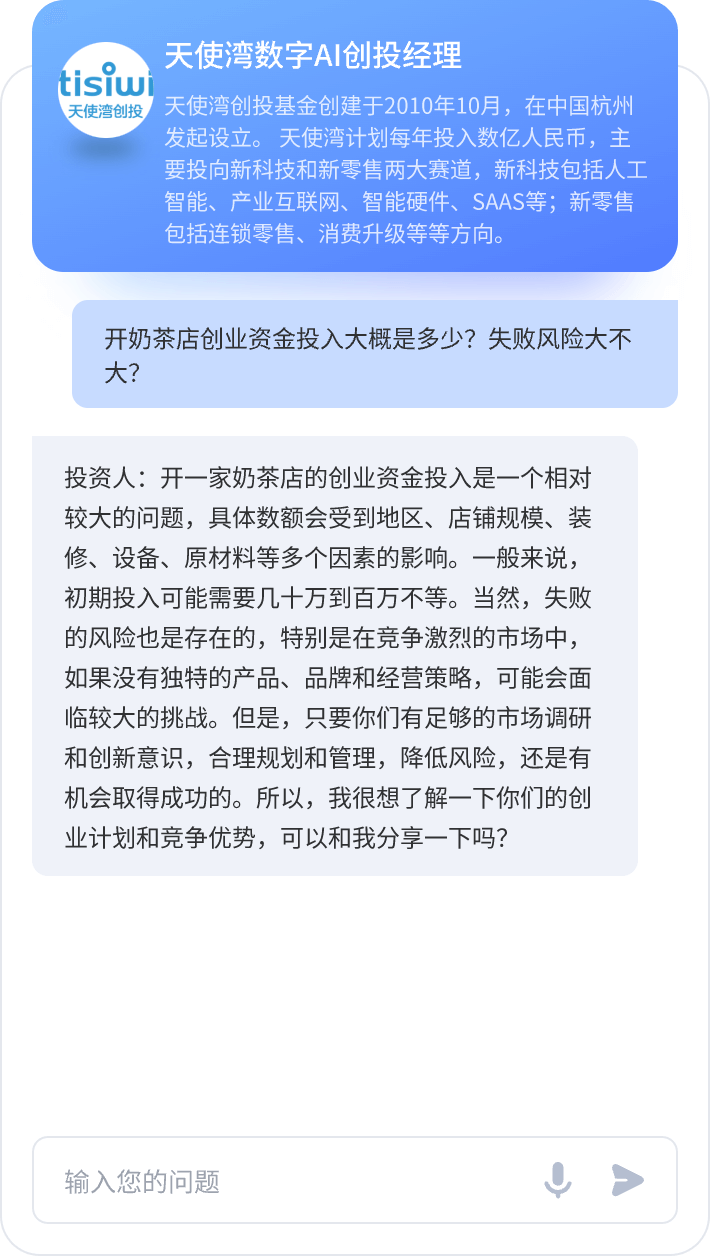 天使湾数字AI创投经理
tisiwi
天使湾创投
天使湾创投基金创建于2010年10月，在中国杭州
发起设立。 天使湾计划每年投入数亿人民币，主
要投向新科技和新零售两大赛道，新科技包括人工
智能、产业互联网、智能硬件、SAAS等；新零售
包括连锁零售、消费升级等等方向。
开奶茶店创业资金投入大概是多少？失败风险大不
大？
投资人：开一家奶茶店的创业资金投入是一个相对
较大的问题，具体数额会受到地区、店铺规模、装
修、设备、原材料等多个因素的影响。一般来说，
初期投入可能需要几十万到百万不等。当然，失败
的风险也是存在的，特别是在竞争激烈的市场中，
如果没有独特的产品、品牌和经营策略，可能会面
临较大的挑战。但是，只要你们有足够的市场调研
和创新意识，合理规划和管理，降低风险，还是有
机会取得成功的。所以，我很想了解一下你们的创
业计划和竞争优势，可以和我分享一下吗？
输入您的问题